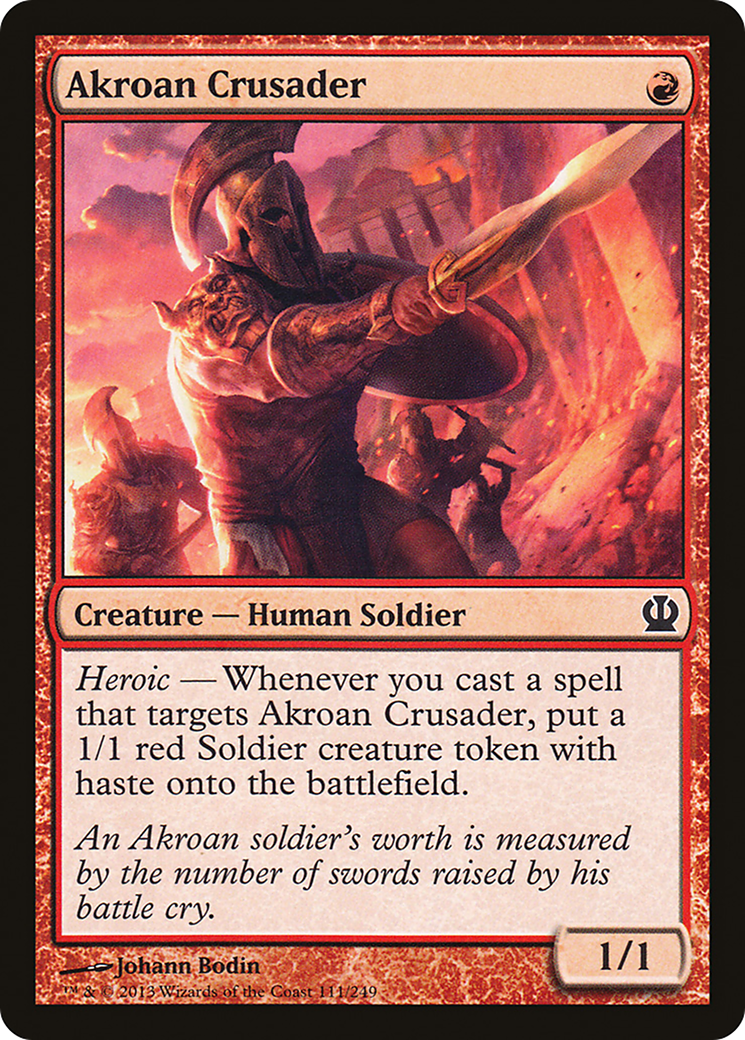 Akroan Crusader
Creature — Human Soldier
Heroic — Whenever you cast a spell
that targets Akroan Crusader, put a
1/1 red Soldier creature token with
haste onto the battlefield.
An Akroan soldier's worth is measured
by the number of swords raised by his
battle cry.
1/1
Johann Bodin
™ & © 2013 Wizards of the Coast 111/249